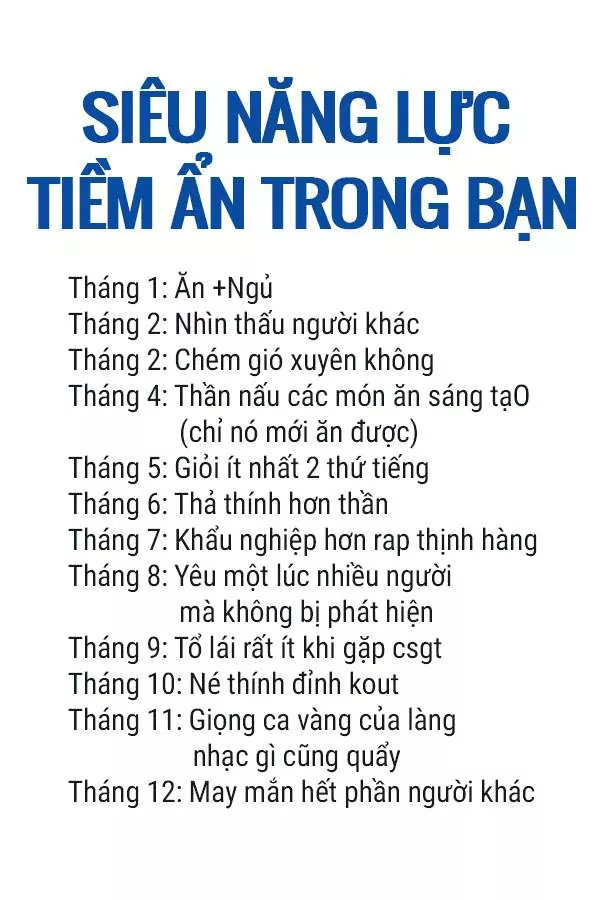 SIÊU NĂNG LỰC
TIỀM ẨN TRONG BẠN
Tháng 1: Ăn +Ngủ
Tháng 2: Nhìn thấu người khác
Tháng 2: Chém gió xuyên không
Tháng 4: Thần nấu các món ăn sáng tạO
(chỉ nó mới ăn được)
Tháng 5: Giỏi ít nhất 2 thứ tiếng
Tháng 6: Thả thính hơn thần
Tháng 7: Khẩu nghiệp hơn rap thịnh hàng
Tháng 8: Yêu một lúc nhiều người
mà không bị phát hiện
Tháng 9: Tổ lái rất ít khi gặp csgt
Tháng 10: Né thính đỉnh kout
Tháng 11: Giọng ca vàng của làng
nhạc gì cũng quẩy
Tháng 12: May mắn hết phần người khác